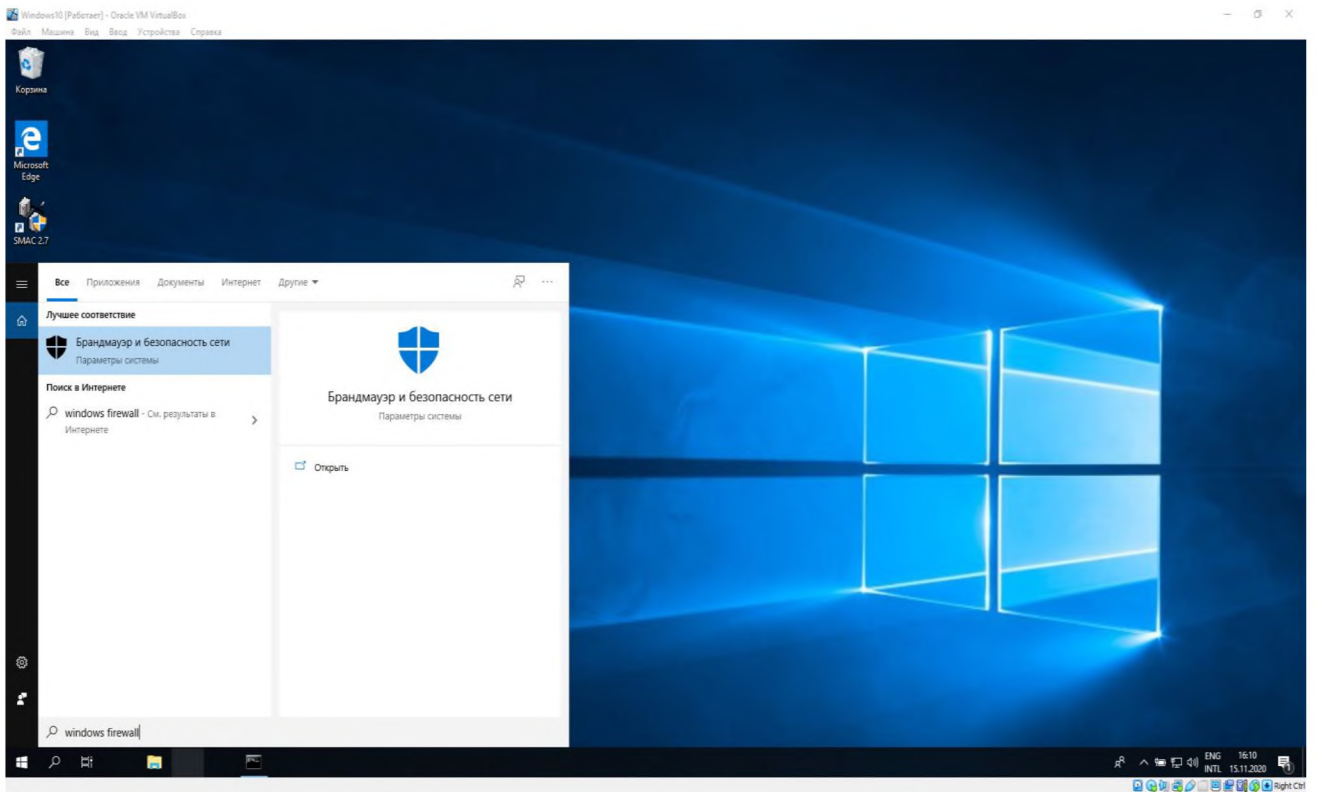 Windows10 [Работает] - Oracle VM VirtualBox
Файл Машина Вид Ввод Устройства Справка
Корзина
Microsoft
Edge
SMAC 2.7
Все Приложения Документы Интернет Другие
Лучшее соответствие
Брандмауэр и безопасность сети
Параметры системы
Поиск в Интернете
windows firewall - См. результаты в
Интернете
Брандмауэр и безопасность сети
Параметры системы
Открыть
windows firewall
ENG 16:10
INTL 15.11.2020
1
Right Ctrl